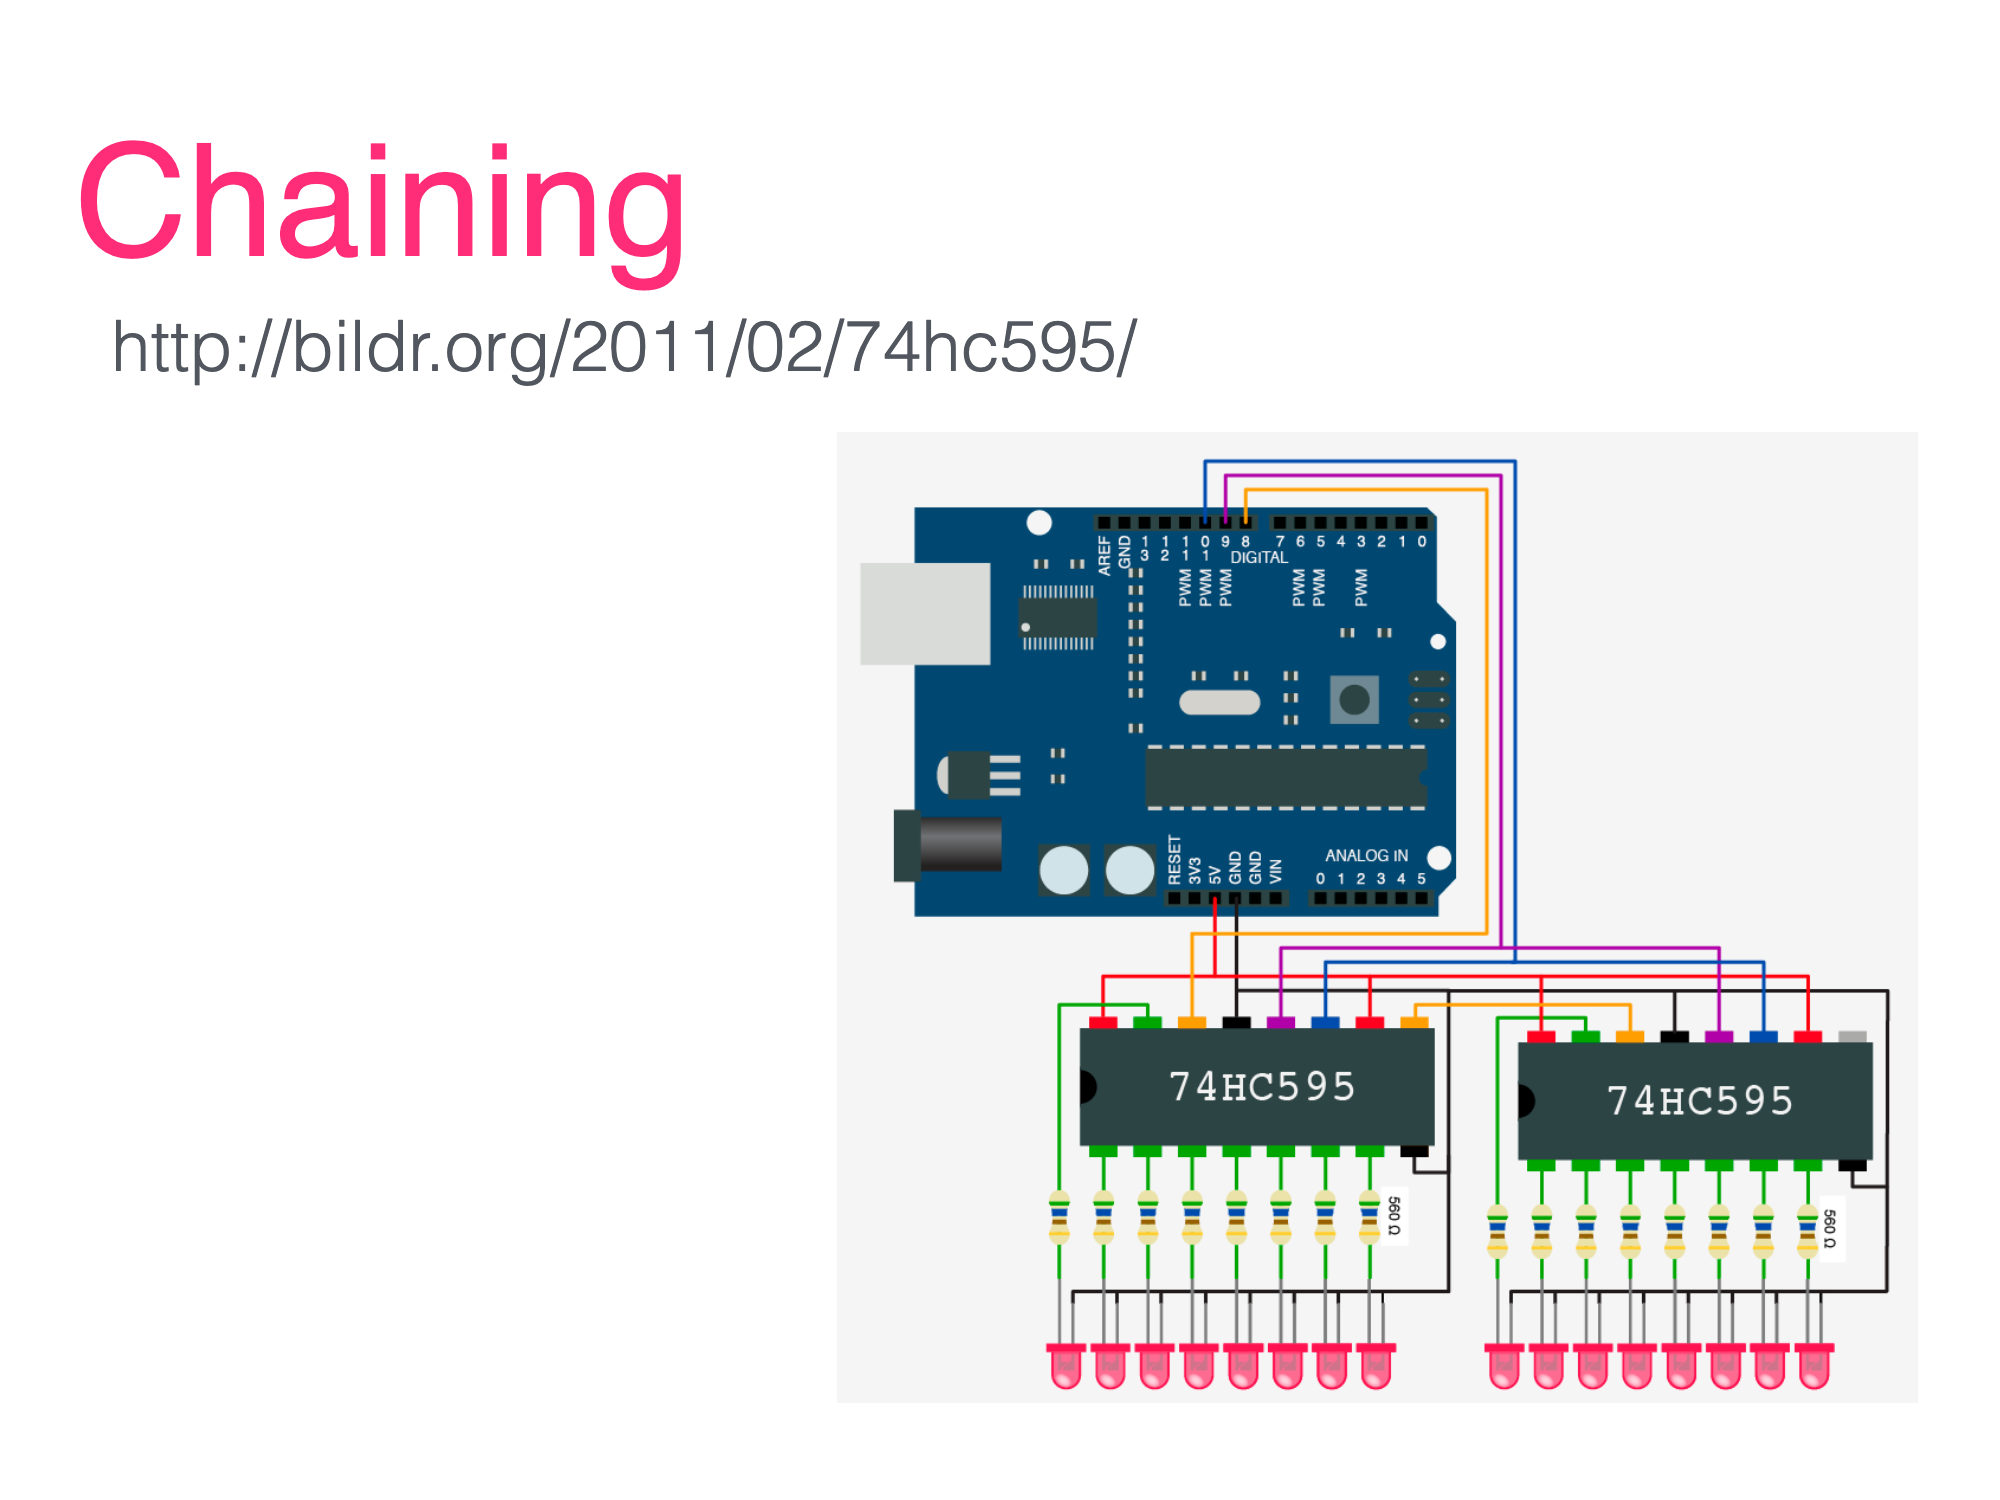 Chaining
http://bildr.org/2011/02/74hc595/
AREF GND 13 12 11 01 9 8 7 6 5 4 3 2 1 0
DIGITAL
PWM PWM PWM PWM PWM PWM
RESET 3V3 5V GND GND VIN
ANALOG IN
0 1 2 3 4 5
74HC595
74HC595
560 Ω
560 Ω